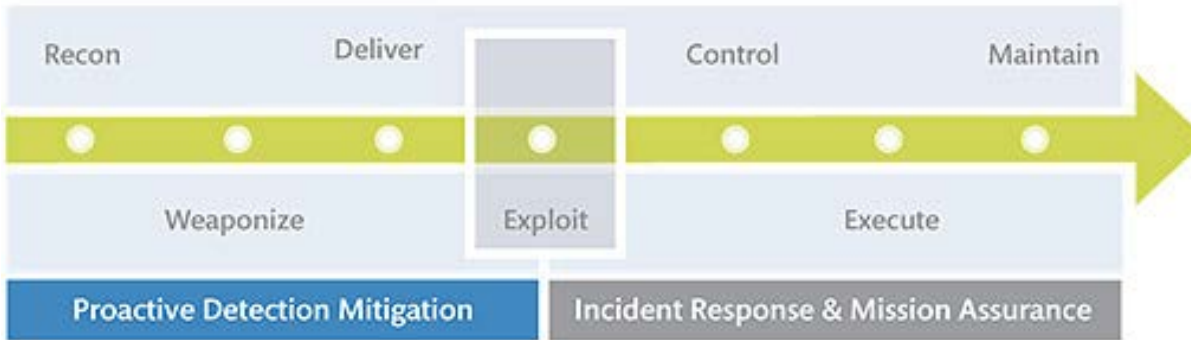 Recon
Deliver
Control
Maintain
Weaponize
Exploit
Execute
Proactive Detection Mitigation
Incident Response & Mission Assurance